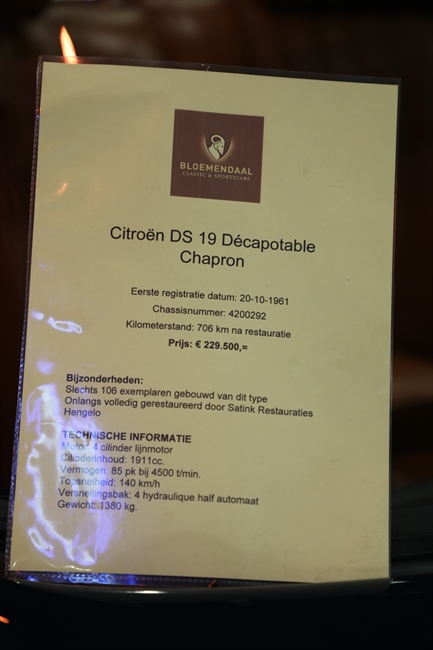 BLOEMENDAAL
CLASSIC & SPORTSCARS
Citroën DS 19 Décapotable
Chapron
Eerste registratie datum: 20-10-1961
Chassisnummer: 4200292
Kilometerstand: 706 km na restauratie
Prijs: € 229.500,=
Bijzonderheden:
Slechts 106 exemplaren gebouwd van dit type
Onlangs volledig gerestaureerd door Satink Restauraties
Hengelo
TECHNISCHE INFORMATIE
Motor: 4 cilinder lijnmotor
Cilinderinhoud: 1911cc.
Vermogen: 85 pk bij 4500 t/min.
Topsnelheid: 140 km/h
Versnellingsbak: 4 hydraulique half automaat
Gewicht: 1380 kg.